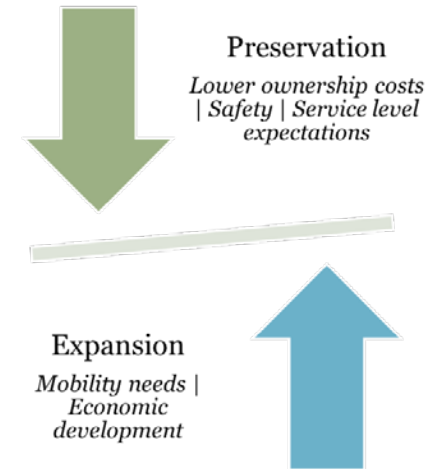 Preservation
Lower ownership costs
| Safety | Service level
expectations
Expansion
Mobility needs |
Economic
development